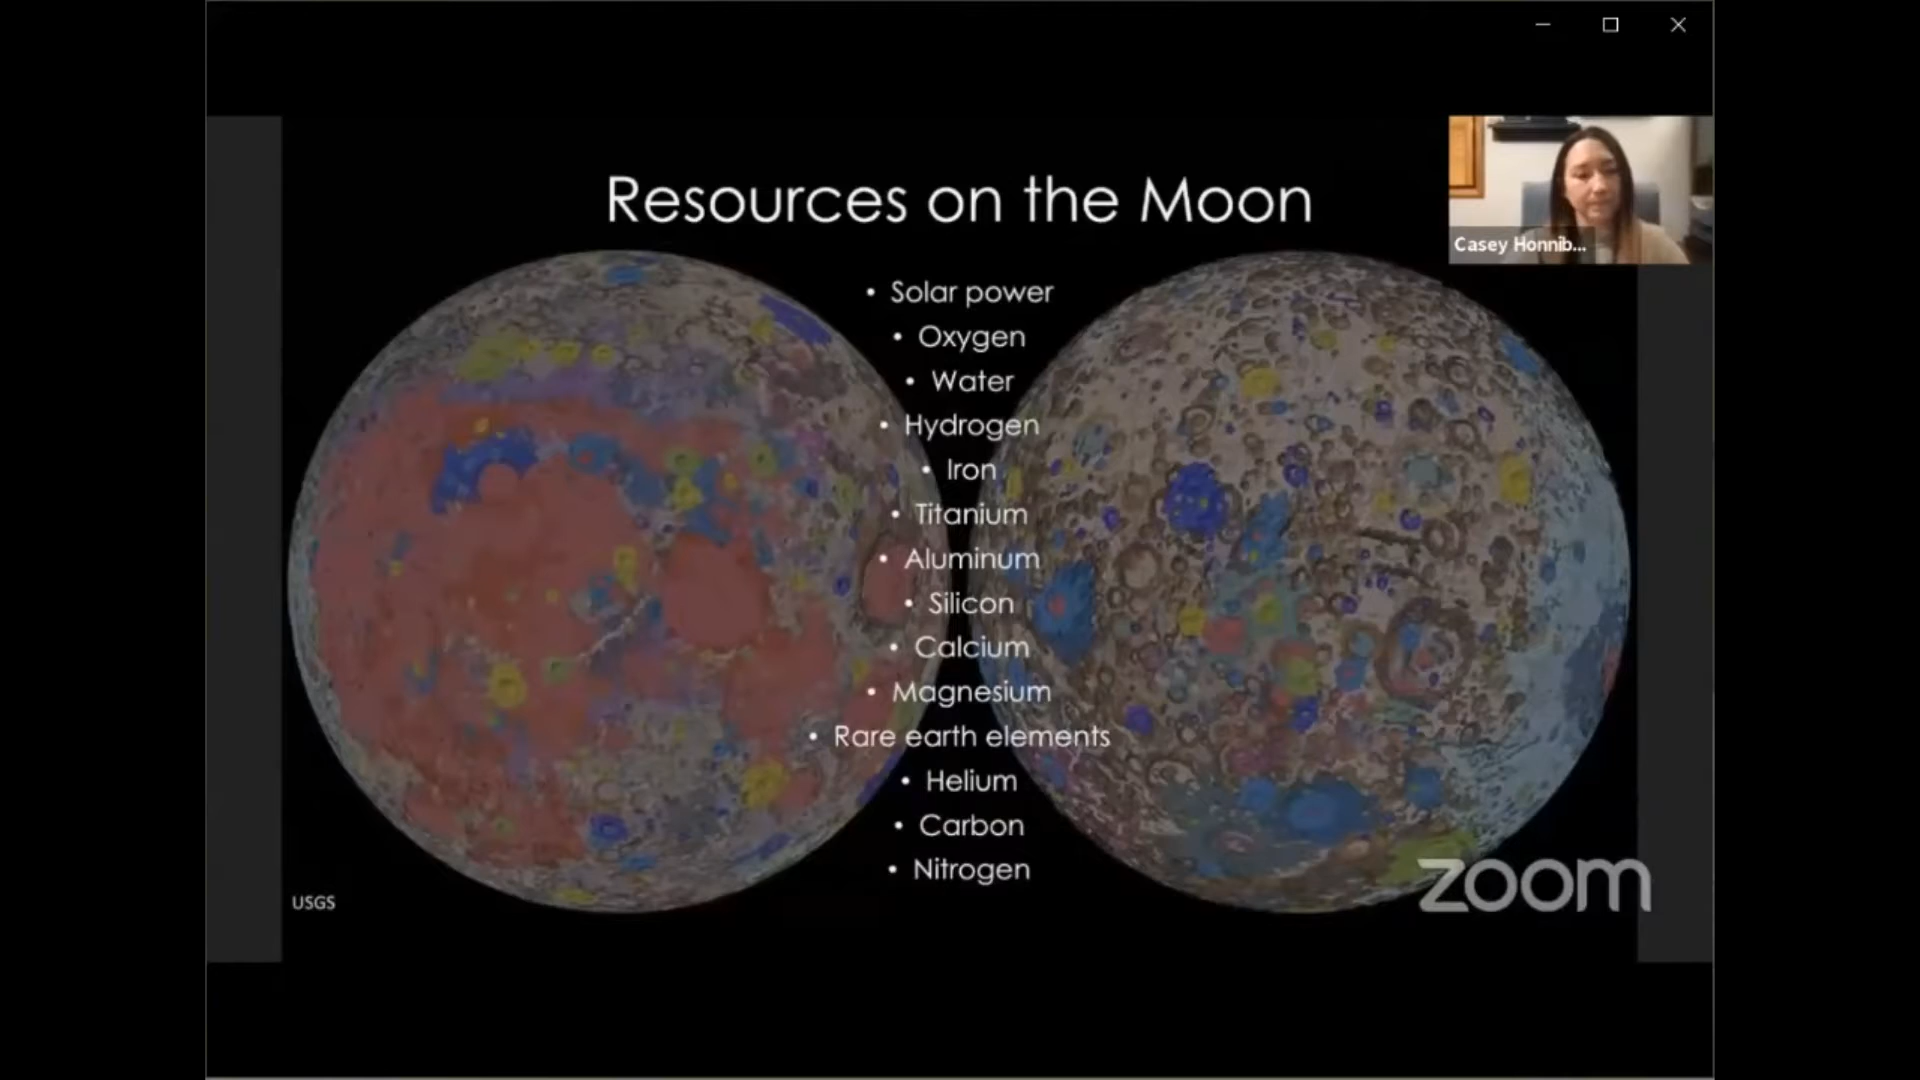 Resources on the Moon
Casey Honnib...
• Solar power
• Oxygen
• Water
• Hydrogen
• Iron
• Titanium
• Aluminum
• Silicon
• Calcium
• Magnesium
• Rare earth elements
• Helium
• Carbon
• Nitrogen
USGS
zoom